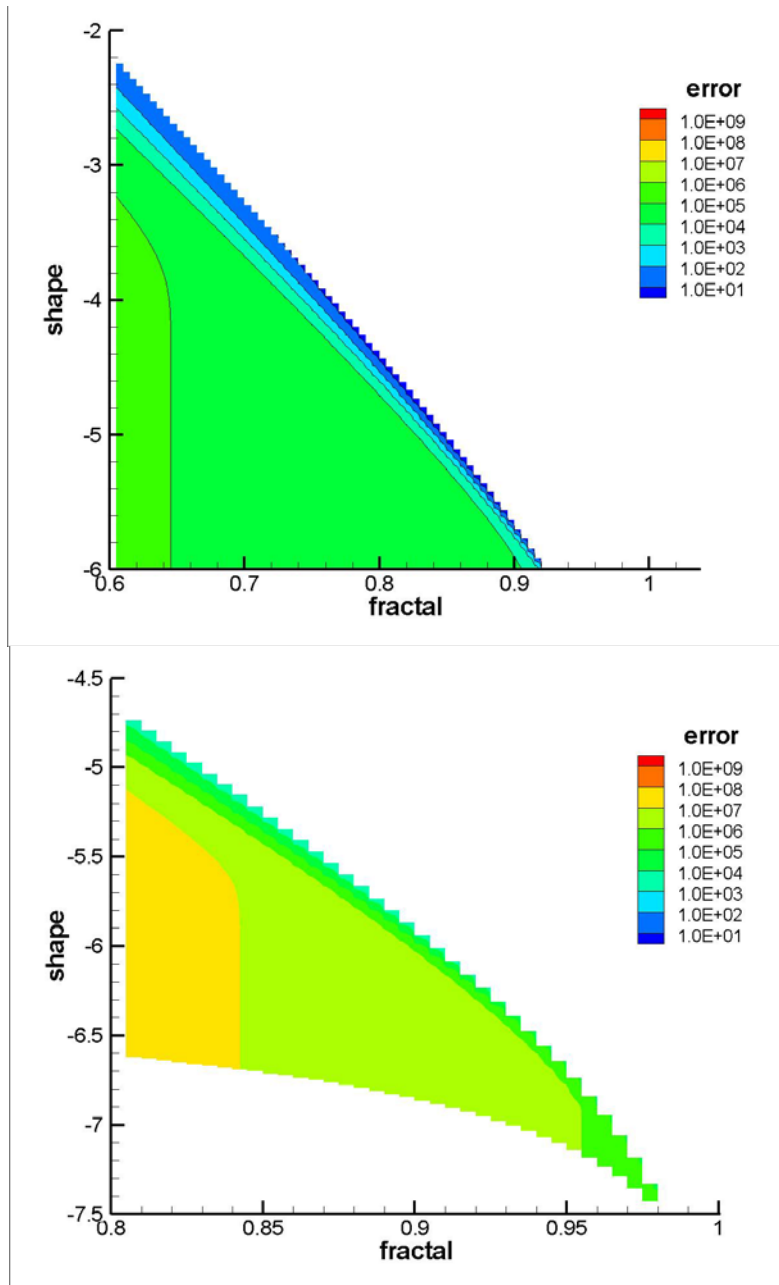 -2
-3
-4
-5
-6
shape
0.6
0.7
0.8
0.9
1
fractal
error
1.0E+09
1.0E+08
1.0E+07
1.0E+06
1.0E+05
1.0E+04
1.0E+03
1.0E+02
1.0E+01
-4.5
-5
-5.5
-6
-6.5
-7
-7.5
shape
0.8
0.85
0.9
0.95
1
fractal
error
1.0E+09
1.0E+08
1.0E+07
1.0E+06
1.0E+05
1.0E+04
1.0E+03
1.0E+02
1.0E+01